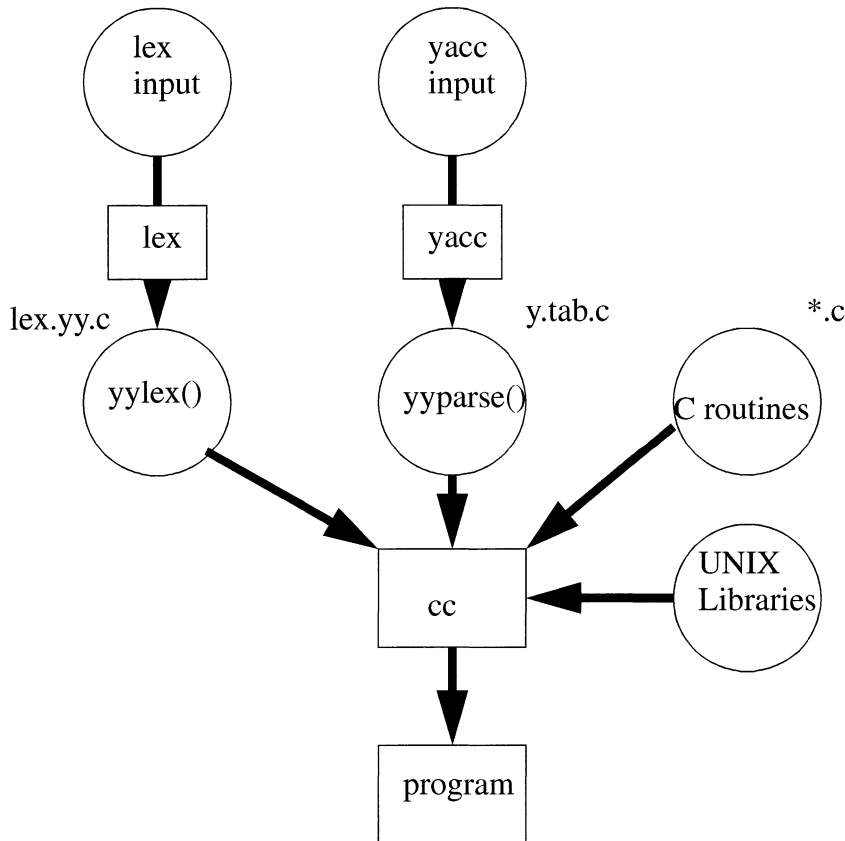 lex
input
yacc
input
lex
yacc
lex.yy.c
y.tab.c
*.c
yylex()
yyparse()
C routines
UNIX
Libraries
cc
program